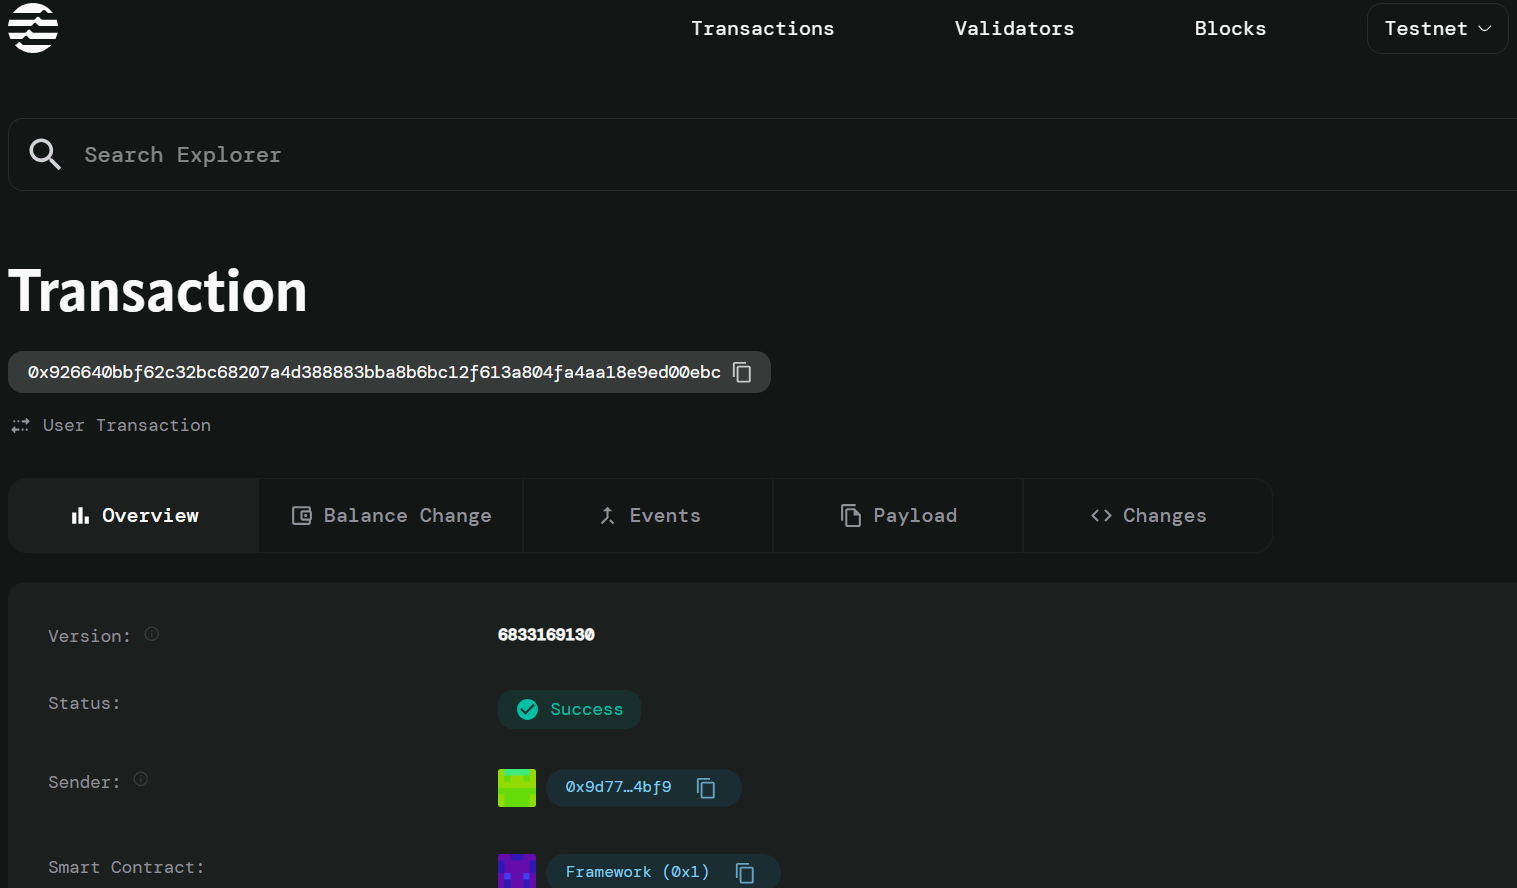 Transactions Validators Blocks Testnet
Search Explorer
Transaction
0x926640bbf62c32bc68207a4d388883bba8b6bc12f613a804fa4aa18e9ed00ebc
User Transaction
Overview Balance Change Events Payload Changes
Version: 6833169130
Status: Success
Sender: 0x9d77…4bf9
Smart Contract: Framework (0x1)